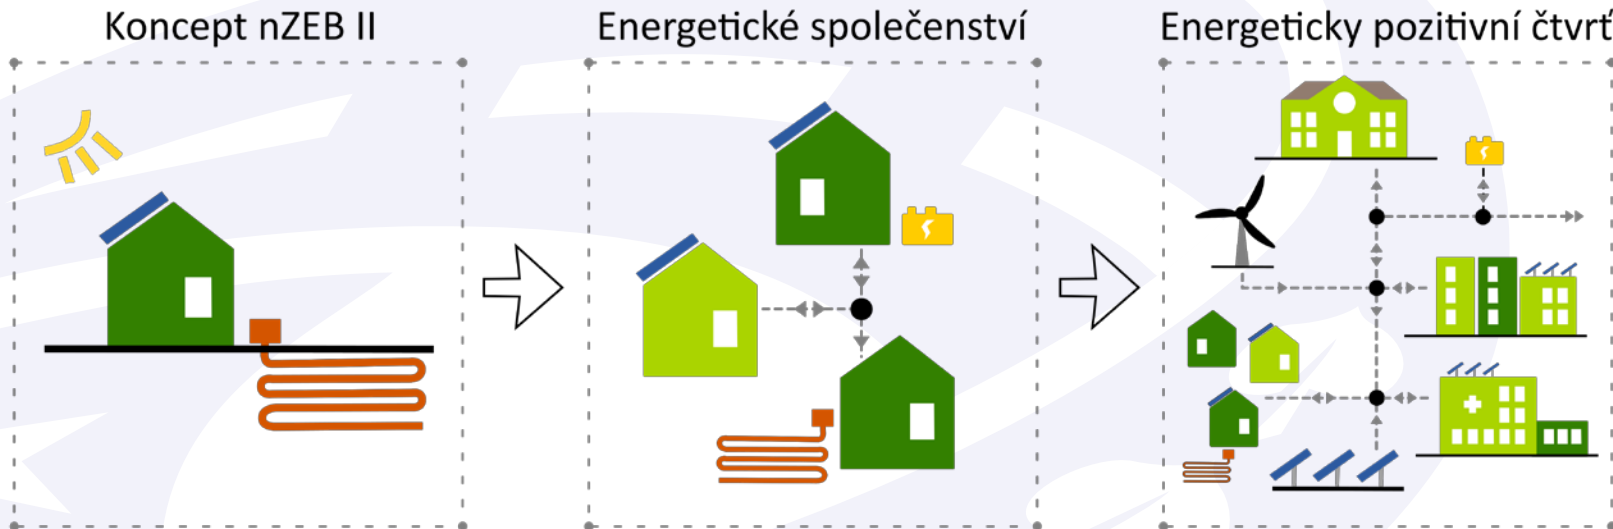 Koncept nZEB II
Energetické společenství
Energeticky pozitivní čtvrť